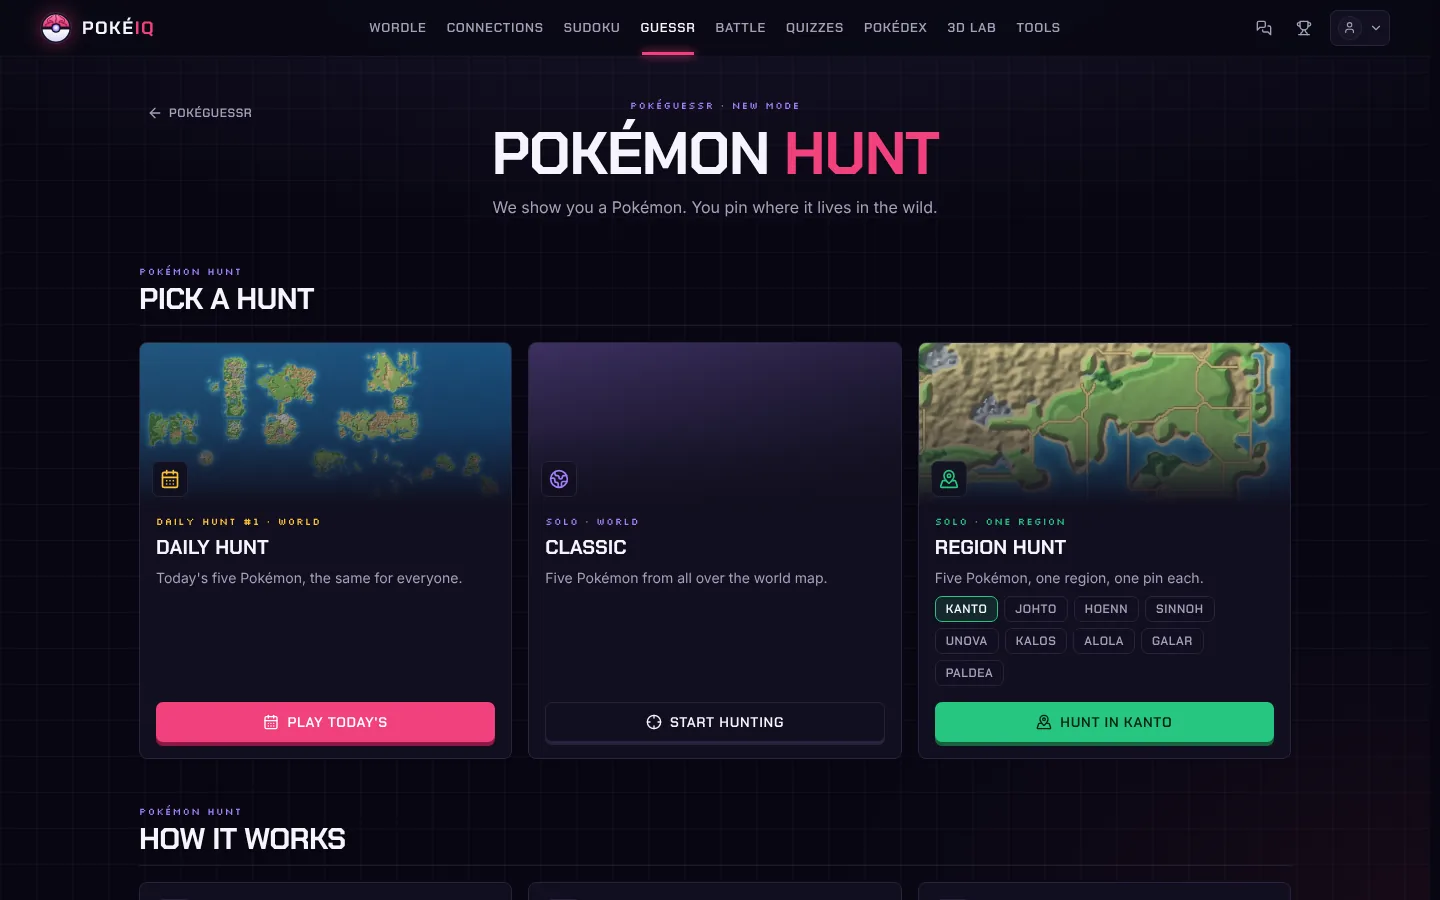 POKÉIQ
WORDLE CONNECTIONS SUDOKU GUESSR BATTLE QUIZZES POKÉDEX 3D LAB TOOLS
POKÉGUESSR
POKÉGUESSR · NEW MODE
POKÉMON HUNT
We show you a Pokémon. You pin where it lives in the wild.
POKÉMON HUNT
PICK A HUNT
DAILY HUNT #1 · WORLD
DAILY HUNT
Today's five Pokémon, the same for everyone.
PLAY TODAY'S
SOLO · WORLD
CLASSIC
Five Pokémon from all over the world map.
START HUNTING
SOLO · ONE REGION
REGION HUNT
Five Pokémon, one region, one pin each.
KANTO JOHTO HOENN SINNOH
UNOVA KALOS ALOLA GALAR
PALDEA
HUNT IN KANTO
POKÉMON HUNT
HOW IT WORKS